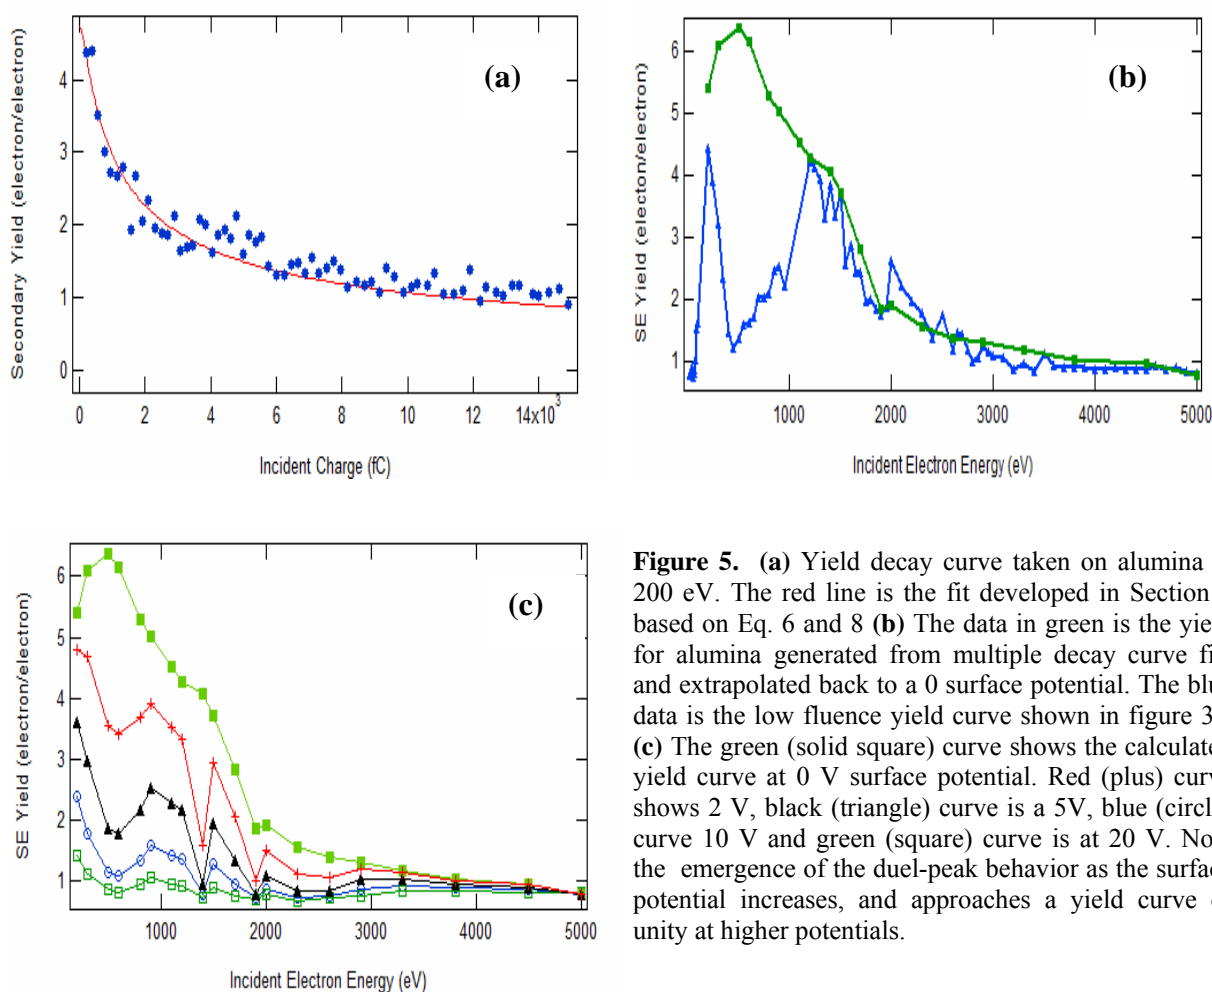 (a)
4
3
2
1
0
Secondary Yield (electron/electron)
0 2 4 6 8 10 12 14x10³
Incident Charge (fC)
(b)
6
5
4
3
2
1
SE Yield (electon/electron)
1000 2000 3000 4000 5000
Incident Electron Energy (eV)
(c)
6
5
4
3
2
1
SE Yield (electron/electron)
1000 2000 3000 4000 5000
Incident Electron Energy (eV)
Figure 5. (a) Yield decay curve taken on alumina
200 eV. The red line is the fit developed in Section
based on Eq. 6 and 8 (b) The data in green is the yiel
for alumina generated from multiple decay curve fi
and extrapolated back to a 0 surface potential. The blu
data is the low fluence yield curve shown in figure 3
(c) The green (solid square) curve shows the calculate
yield curve at 0 V surface potential. Red (plus) curv
shows 2 V, black (triangle) curve is a 5V, blue (circl
curve 10 V and green (square) curve is at 20 V. No
the emergence of the duel-peak behavior as the surfac
potential increases, and approaches a yield curve o
unity at higher potentials.